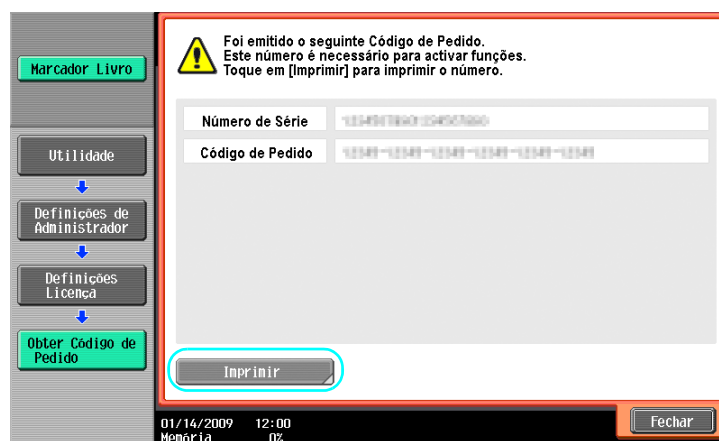 Marcador Livro
Utilidade
Definições de
Administrador
Definições
Licença
Obter Código de
Pedido
Foi emitido o seguinte Código de Pedido.
Este número é necessário para activar funções.
Toque em [Imprimir] para imprimir o número.
Número de Série
Código de Pedido
Imprimir
01/14/2009 12:00
Memória 0%
Fechar